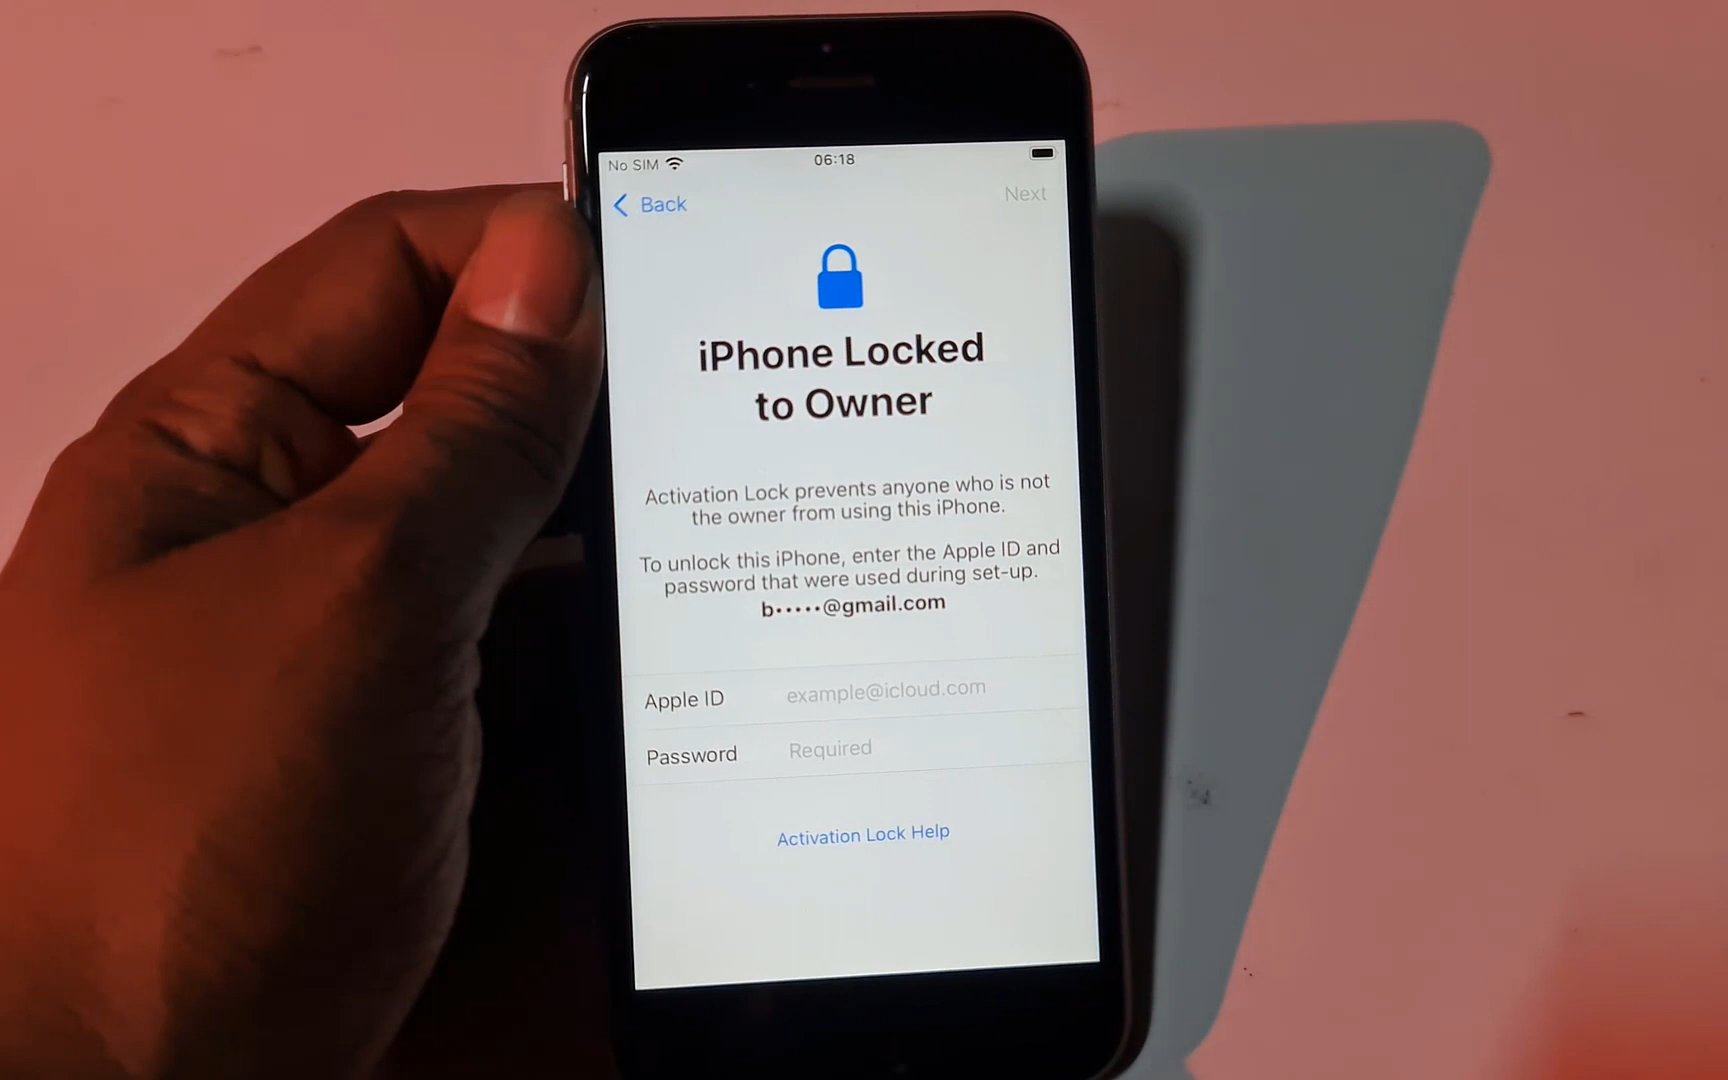 No SIM 06:18
Back Next
iPhone Locked
to Owner
Activation Lock prevents anyone who is not
the owner from using this iPhone.
To unlock this iPhone, enter the Apple ID and
password that were used during set-up.
b•••••@gmail.com
Apple ID example@icloud.com
Password Required
Activation Lock Help